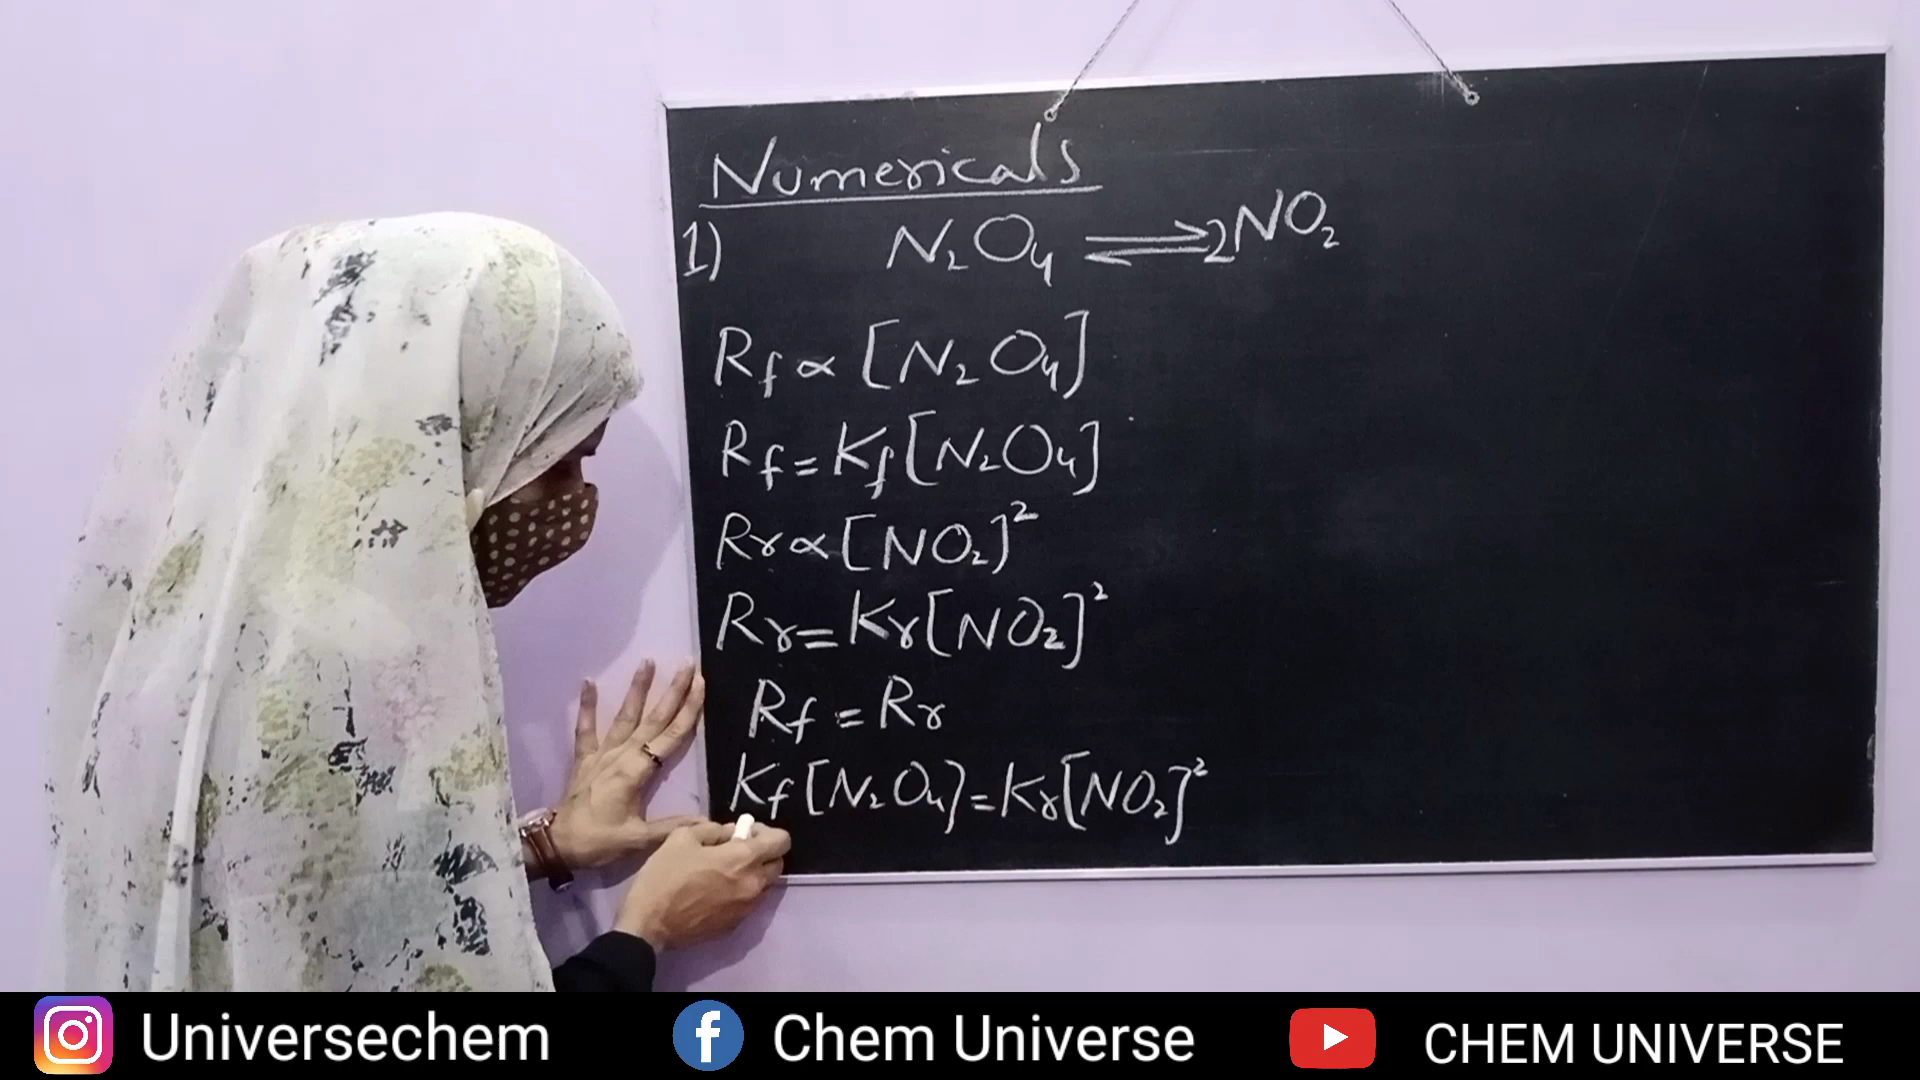 Numericals
1) N₂O₄ ⇌ 2NO₂
Rf ∝ [N₂O₄]
Rf = Kf[N₂O₄]
Rr ∝ [NO₂]²
Rr = Kr[NO₂]²
Rf = Rr
Kf[N₂O₄] = Kr[NO₂]²
Universechem
Chem Universe
CHEM UNIVERSE